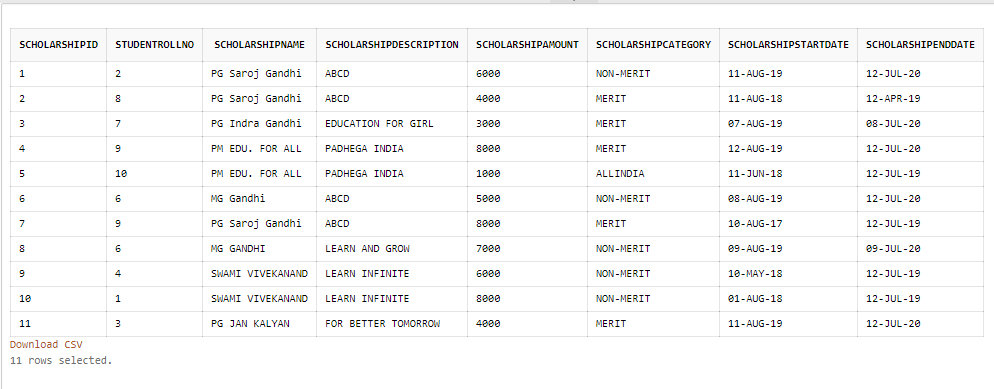 SCHOLARSHIPID STUDENTROLLNO SCHOLARSHIPNAME SCHOLARSHIPDESCRIPTION SCHOLARSHIPAMOUNT SCHOLARSHIPCATEGORY SCHOLARSHIPSTARTDATE SCHOLARSHIPENDDATE
1 2 PG Saroj Gandhi ABCD 6000 NON-MERIT 11-AUG-19 12-JUL-20
2 8 PG Saroj Gandhi ABCD 4000 MERIT 11-AUG-18 12-APR-19
3 7 PG Indra Gandhi EDUCATION FOR GIRL 3000 MERIT 07-AUG-19 08-JUL-20
4 9 PM EDU. FOR ALL PADHEGA INDIA 8000 MERIT 12-AUG-19 12-JUL-20
5 10 PM EDU. FOR ALL PADHEGA INDIA 1000 ALLINDIA 11-JUN-18 12-JUL-19
6 6 MG Gandhi ABCD 5000 NON-MERIT 08-AUG-19 12-JUL-20
7 9 PG Saroj Gandhi ABCD 8000 MERIT 10-AUG-17 12-JUL-19
8 6 MG GANDHI LEARN AND GROW 7000 NON-MERIT 09-AUG-19 09-JUL-20
9 4 SWAMI VIVEKANAND LEARN INFINITE 6000 NON-MERIT 10-MAY-18 12-JUL-19
10 1 SWAMI VIVEKANAND LEARN INFINITE 8000 NON-MERIT 01-AUG-18 12-JUL-19
11 3 PG JAN KALYAN FOR BETTER TOMORROW 4000 MERIT 11-AUG-19 12-JUL-20
Download CSV
11 rows selected.